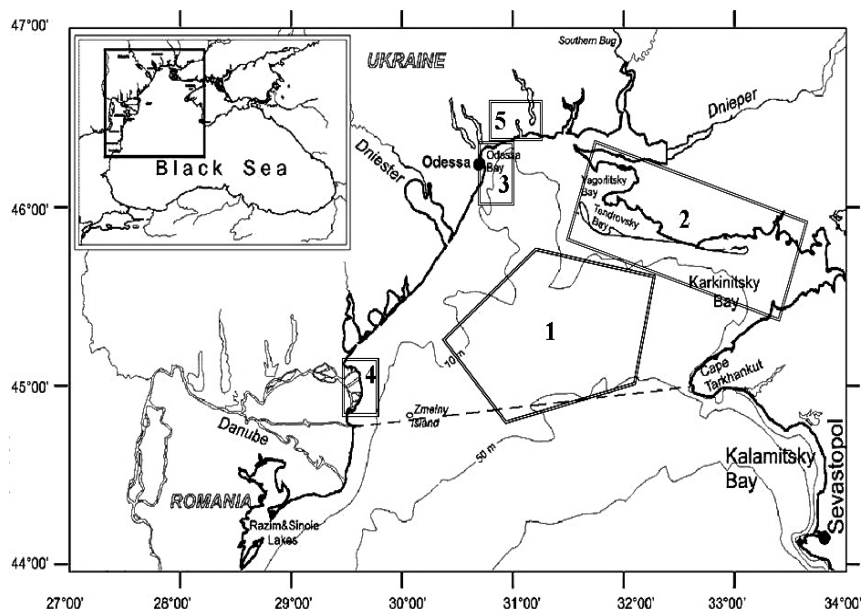 47°00'
46°00'
45°00'
44°00'
27°00'
28°00'
29°00'
30°00'
31°00'
32°00'
33°00'
34°00'
Black Sea
UKRAINE
Southern Bug
Dnieper
Dniester
Odessa
Odessa
Bay
5
3
Yagorlitsky
Bay
Tendrovsky
Bay
2
Karkinitsky
Bay
1
10 m
4
Cape
Tarkhankut
Zmeiny
Island
Danube
50 m
Kalamitsky
Bay
Sevastopol
ROMANIA
Razim&Sinoie
Lakes